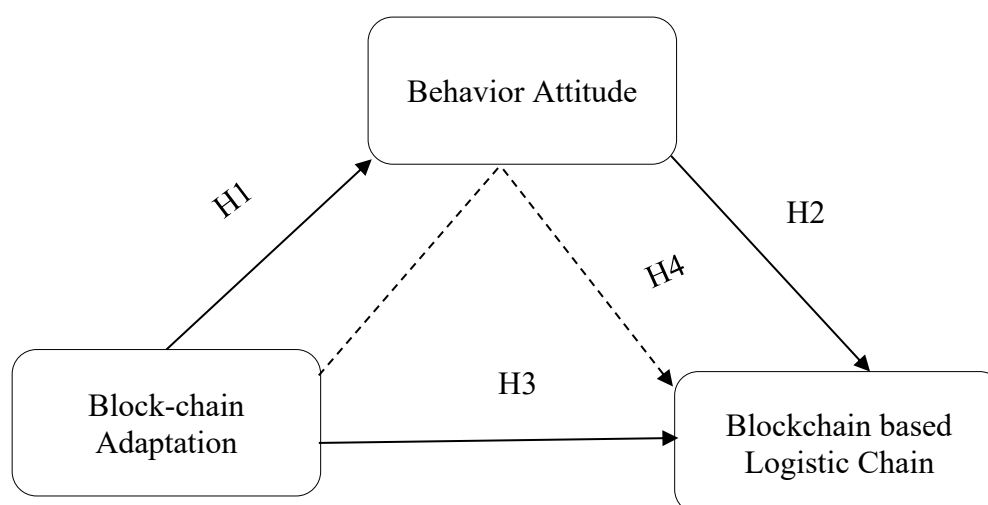 Behavior Attitude
H1
H2
H4
H3
Block-chain
Adaptation
Blockchain based
Logistic Chain